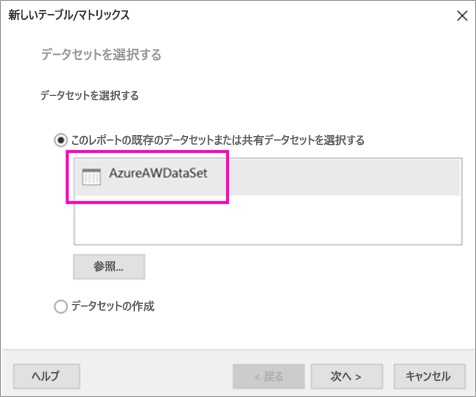 新しいテーブル/マトリックス
データセットを選択する
データセットを選択する
このレポートの既存のデータセットまたは共有データセットを選択する
AzureAWDataSet
参照...
データセットの作成
ヘルプ
< 戻る
次へ >
キャンセル